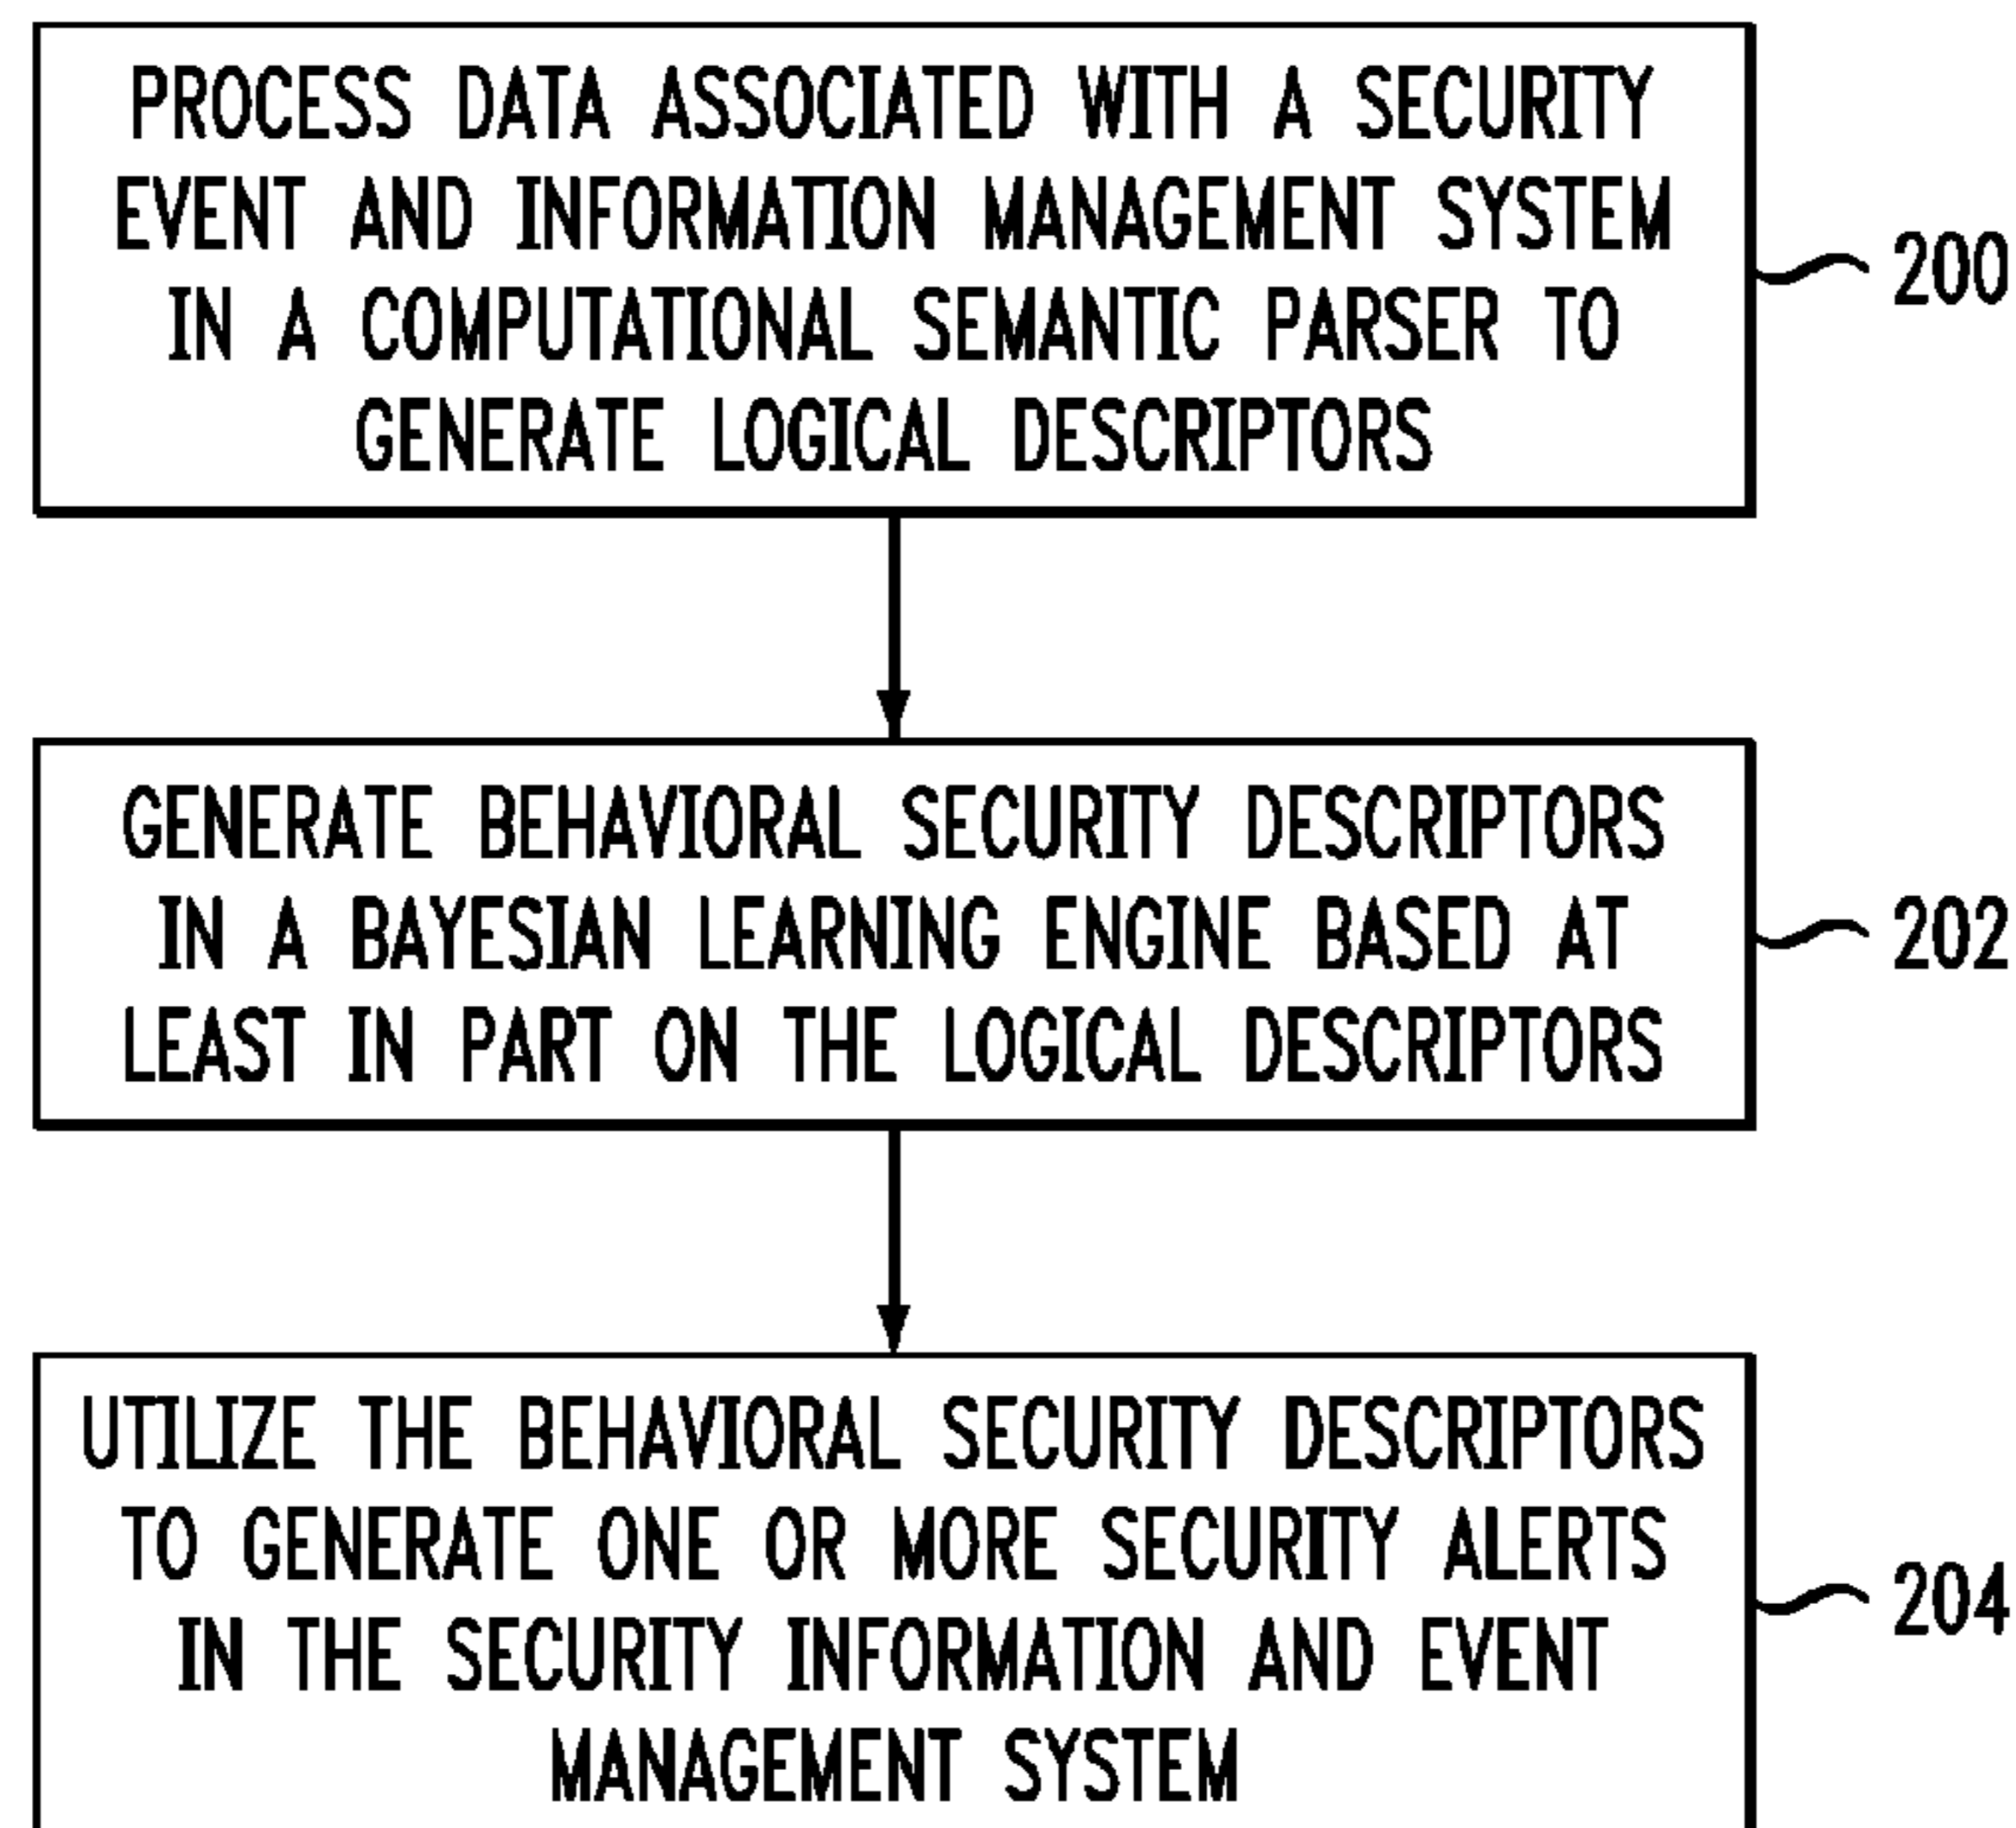 PROCESS DATA ASSOCIATED WITH A SECURITY
EVENT AND INFORMATION MANAGEMENT SYSTEM
IN A COMPUTATIONAL SEMANTIC PARSER TO
GENERATE LOGICAL DESCRIPTORS
200
GENERATE BEHAVIORAL SECURITY DESCRIPTORS
IN A BAYESIAN LEARNING ENGINE BASED AT
LEAST IN PART ON THE LOGICAL DESCRIPTORS
202
UTILIZE THE BEHAVIORAL SECURITY DESCRIPTORS
TO GENERATE ONE OR MORE SECURITY ALERTS
IN THE SECURITY INFORMATION AND EVENT
MANAGEMENT SYSTEM
204